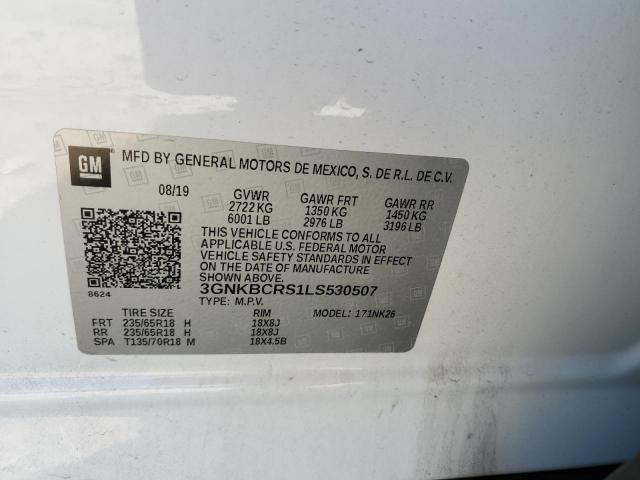 GM MFD BY GENERAL MOTORS DE MEXICO, S. DE R.L. DE C.V.
08/19 GVWR GAWR FRT GAWR RR
2722 KG 1350 KG 1450 KG
6001 LB 2976 LB 3196 LB
THIS VEHICLE CONFORMS TO ALL
APPLICABLE U.S. FEDERAL MOTOR
VEHICLE SAFETY STANDARDS IN EFFECT
ON THE DATE OF MANUFACTURE
SHOWN ABOVE.
8624 3GNKBCRS1LS530507
TYPE: M.P.V.
TIRE SIZE RIM MODEL: 171NK26
FRT 235/65R18 H 18X8J
RR 235/65R18 H 18X8J
SPA T135/70R18 M 18X4.5B